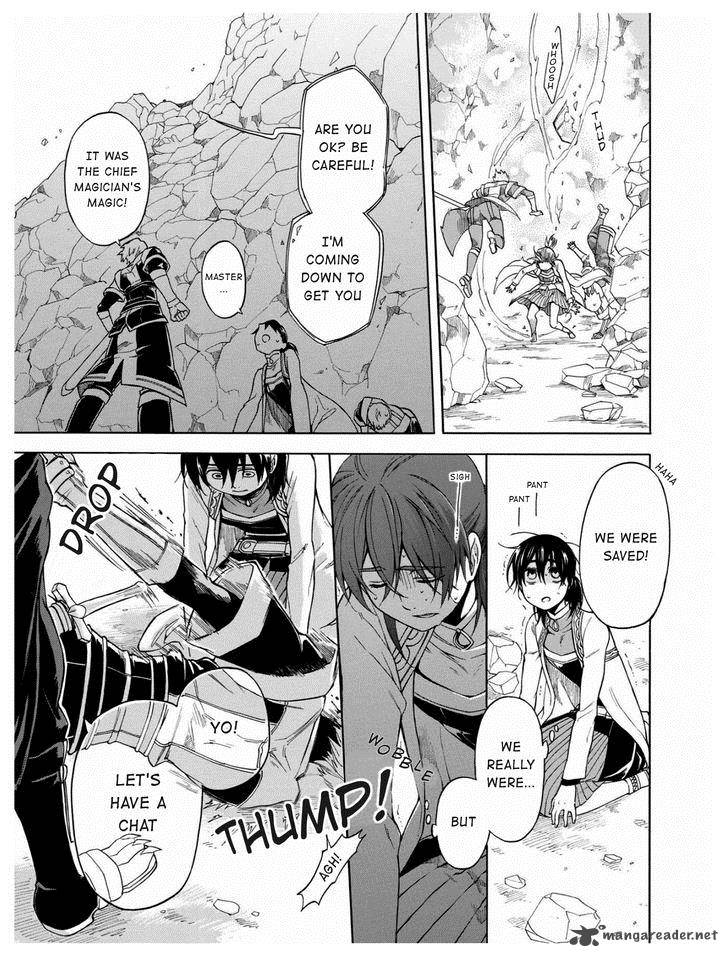 WHOOSH
THUD
ARE YOU
OK? BE
CAREFUL!
I'M
COMING
DOWN TO
GET YOU
IT WAS
THE CHIEF
MAGICIAN'S
MAGIC!
MASTER
...
HAHA
WE WERE
SAVED!
PANT
PANT
WE
REALLY
WERE...
BUT
SIGH
WOBBLE
DROP
THUMP!
AGH!
YO!
LET'S
HAVE A
CHAT
mangareader.net